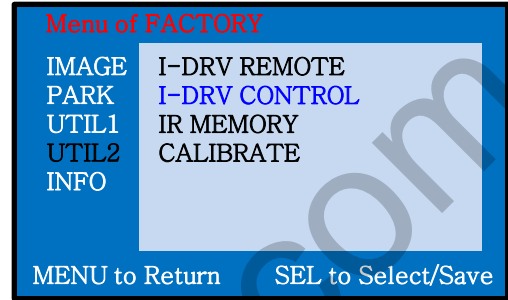 Menu of FACTORY
IMAGE I-DRV REMOTE
PARK I-DRV CONTROL
UTIL1 IR MEMORY
UTIL2 CALIBRATE
INFO
MENU to Return SEL to Select/Save